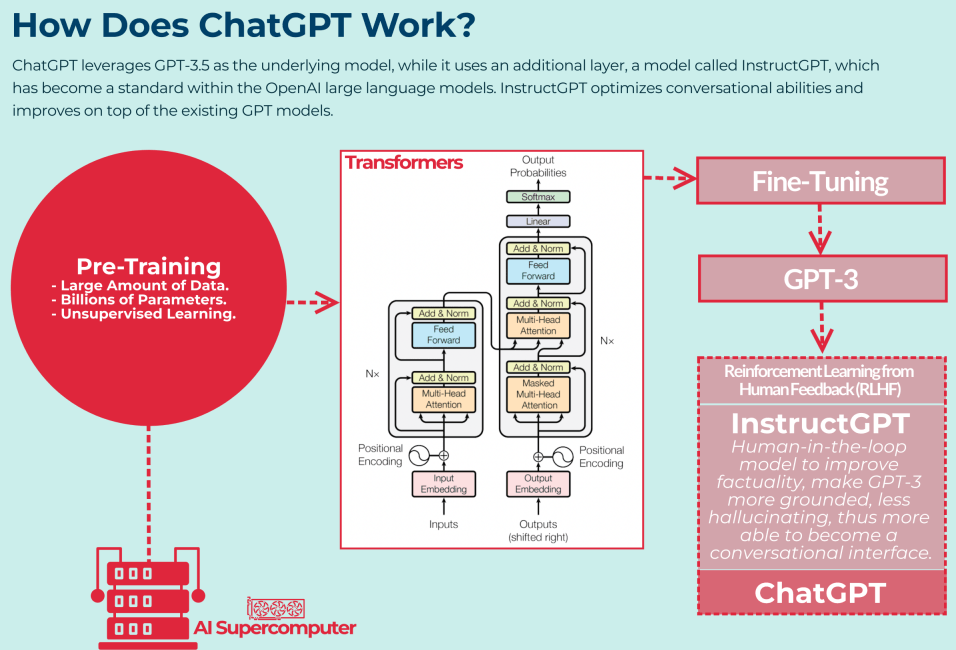 How Does ChatGPT Work?
ChatGPT leverages GPT-3.5 as the underlying model, while it uses an additional layer, a model called InstructGPT, which
has become a standard within the OpenAI large language models. InstructGPT optimizes conversational abilities and
improves on top of the existing GPT models.
Pre-Training
- Large Amount of Data.
- Billions of Parameters.
- Unsupervised Learning.
AI Supercomputer
Transformers
Output
Probabilities
Softmax
Linear
Add & Norm
Feed
Forward
Add & Norm
Multi-Head
Attention
Add & Norm
Masked
Multi-Head
Attention
N×
Positional
Encoding
Output
Embedding
Outputs
(shifted right)
Add & Norm
Feed
Forward
Add & Norm
Multi-Head
Attention
N×
Positional
Encoding
Input
Embedding
Inputs
Fine-Tuning
GPT-3
Reinforcement Learning from
Human Feedback (RLHF)
InstructGPT
Human-in-the-loop
model to improve
factuality, make GPT-3
more grounded, less
hallucinating, thus more
able to become a
conversational interface.
ChatGPT